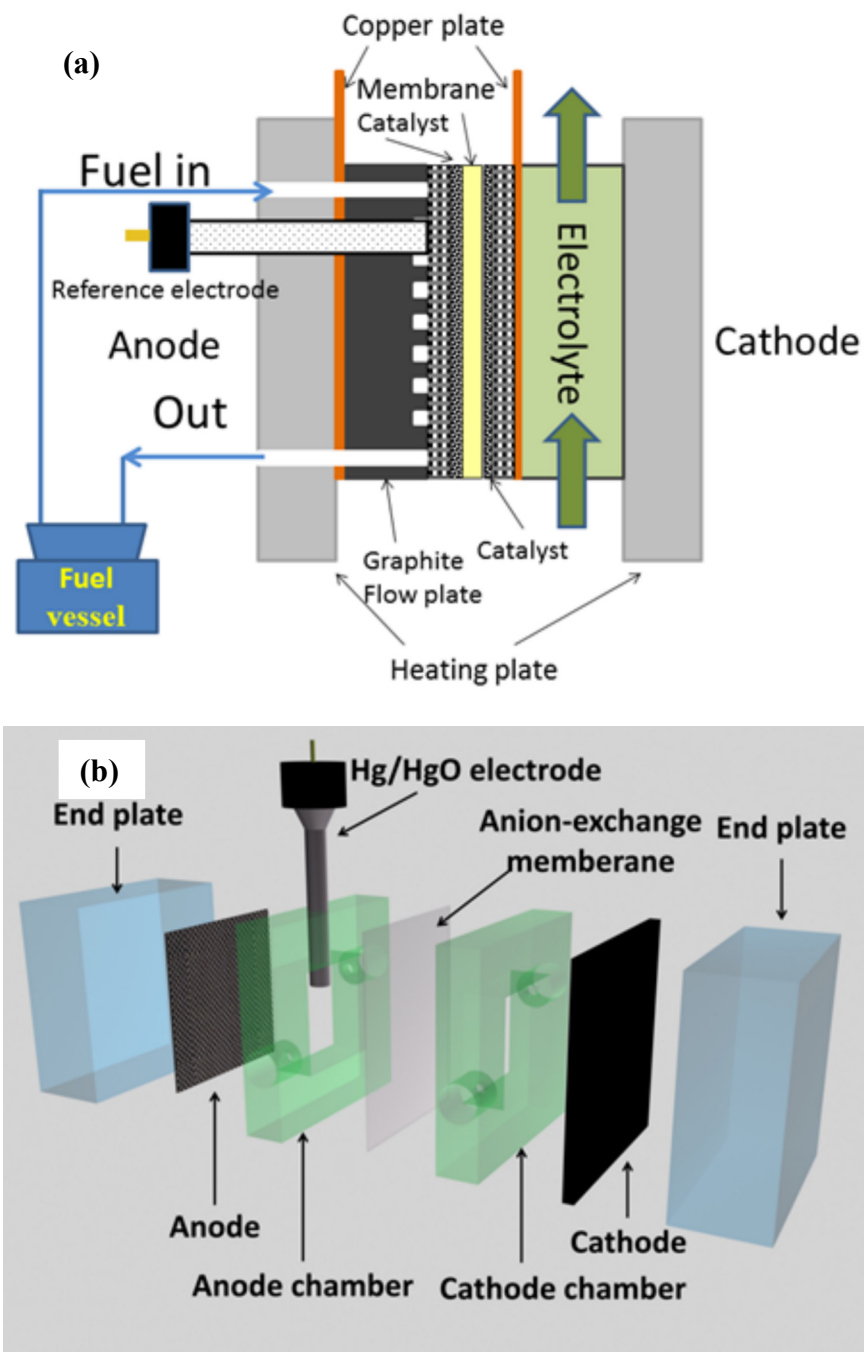 (a)
Copper plate
Membrane
Catalyst
Fuel in
Reference electrode
Anode
Out
Electrolyte
Cathode
Graphite
Flow plate
Catalyst
Fuel
vessel
Heating plate
(b)
Hg/HgO electrode
End plate
Anion-exchange
memberane
End plate
Anode
Anode chamber
Cathode
Cathode chamber